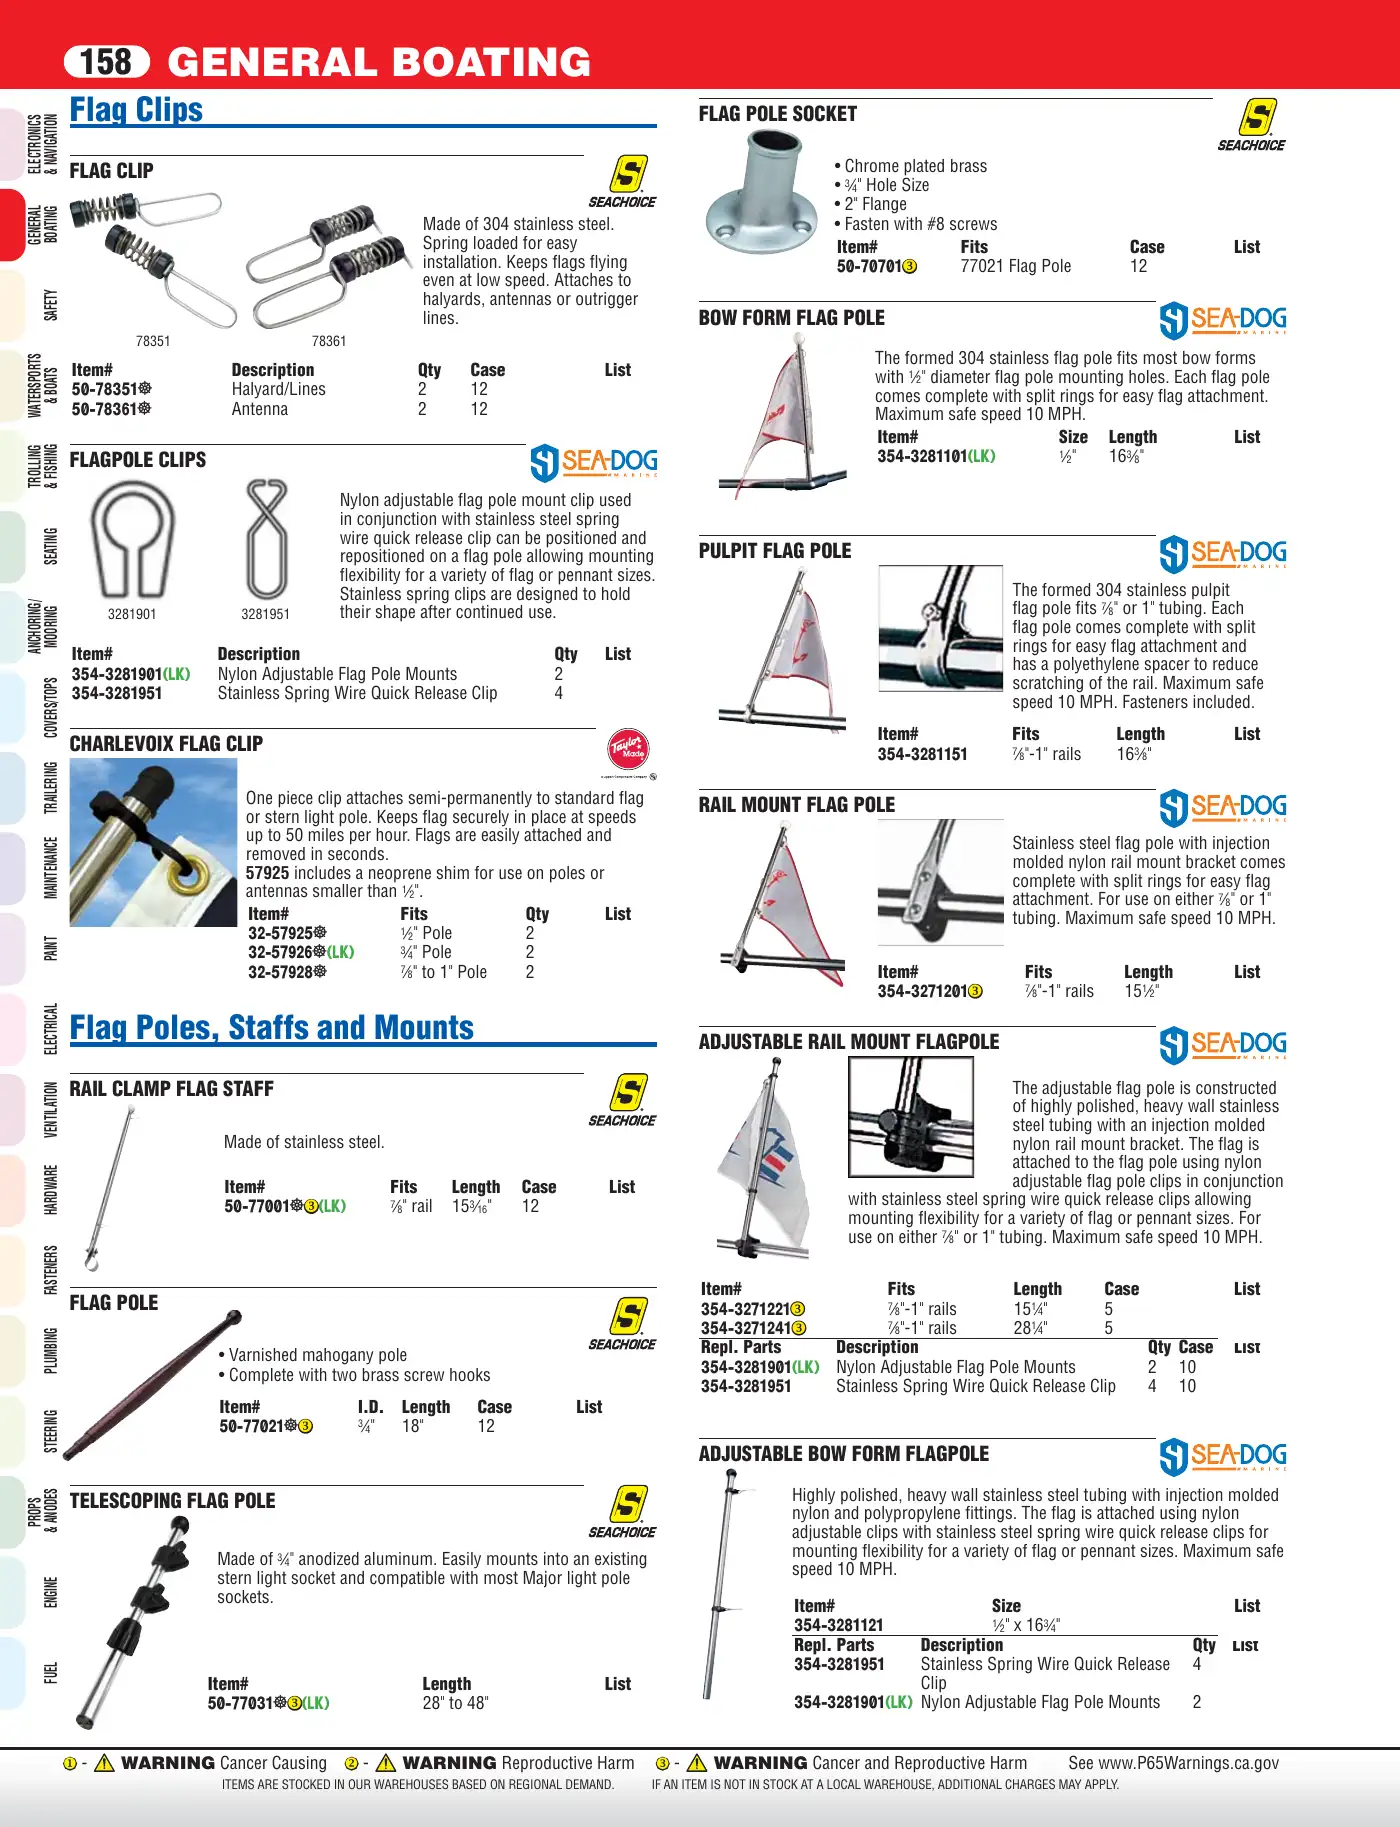 158 GENERAL BOATING
ELECTRONICS
& NAVIGATION
GENERAL
BOATING
SAFETY
WATERSPORTS
& BOATS
TROLLING
& FISHING
SEATING
ANCHORING/
MOORING
COVERS/TOPS
TRAILERING
MAINTENANCE
PAINT
ELECTRICAL
VENTILATION
HARDWARE
FASTENERS
PLUMBING
STEERING
PROPS
& ANODES
ENGINE
FUEL
Flag Clips
FLAG CLIP
SEACHOICE
Made of 304 stainless steel.
Spring loaded for easy
installation. Keeps flags flying
even at low speed. Attaches to
halyards, antennas or outrigger
lines.
78351 78361
Item# Description Qty Case List
50-78351☸ Halyard/Lines 2 12
50-78361☸ Antenna 2 12
FLAGPOLE CLIPS
SEA-DOG
MARINE
Nylon adjustable flag pole mount clip used
in conjunction with stainless steel spring
wire quick release clip can be positioned and
repositioned on a flag pole allowing mounting
flexibility for a variety of flag or pennant sizes.
Stainless spring clips are designed to hold
their shape after continued use.
3281901 3281951
Item# Description Qty List
354-3281901(LK) Nylon Adjustable Flag Pole Mounts 2
354-3281951 Stainless Spring Wire Quick Release Clip 4
CHARLEVOIX FLAG CLIP
Taylor Made
One piece clip attaches semi-permanently to standard flag
or stern light pole. Keeps flag securely in place at speeds
up to 50 miles per hour. Flags are easily attached and
removed in seconds.
57925 includes a neoprene shim for use on poles or
antennas smaller than ½".
Item# Fits Qty List
32-57925☸ ½" Pole 2
32-57926☸(LK) ¾" Pole 2
32-57928☸ ⅞" to 1" Pole 2
Flag Poles, Staffs and Mounts
RAIL CLAMP FLAG STAFF
SEACHOICE
Made of stainless steel.
Item# Fits Length Case List
50-77001☸③(LK) ⅞" rail 15³⁄₁₆" 12
FLAG POLE
SEACHOICE
• Varnished mahogany pole
• Complete with two brass screw hooks
Item# I.D. Length Case List
50-77021☸③ ¾" 18" 12
TELESCOPING FLAG POLE
SEACHOICE
Made of ¾" anodized aluminum. Easily mounts into an existing
stern light socket and compatible with most Major light pole
sockets.
Item# Length List
50-77031☸③(LK) 28" to 48"
FLAG POLE SOCKET
SEACHOICE
• Chrome plated brass
• ¾" Hole Size
• 2" Flange
• Fasten with #8 screws
Item# Fits Case List
50-70701③ 77021 Flag Pole 12
BOW FORM FLAG POLE
SEA-DOG
MARINE
The formed 304 stainless flag pole fits most bow forms
with ½" diameter flag pole mounting holes. Each flag pole
comes complete with split rings for easy flag attachment.
Maximum safe speed 10 MPH.
Item# Size Length List
354-3281101(LK) ½" 16⅜"
PULPIT FLAG POLE
SEA-DOG
MARINE
The formed 304 stainless pulpit
flag pole fits ⅞" or 1" tubing. Each
flag pole comes complete with split
rings for easy flag attachment and
has a polyethylene spacer to reduce
scratching of the rail. Maximum safe
speed 10 MPH. Fasteners included.
Item# Fits Length List
354-3281151 ⅞"-1" rails 16⅜"
RAIL MOUNT FLAG POLE
SEA-DOG
MARINE
Stainless steel flag pole with injection
molded nylon rail mount bracket comes
complete with split rings for easy flag
attachment. For use on either ⅞" or 1"
tubing. Maximum safe speed 10 MPH.
Item# Fits Length List
354-3271201③ ⅞"-1" rails 15½"
ADJUSTABLE RAIL MOUNT FLAGPOLE
SEA-DOG
MARINE
The adjustable flag pole is constructed
of highly polished, heavy wall stainless
steel tubing with an injection molded
nylon rail mount bracket. The flag is
attached to the flag pole using nylon
adjustable flag pole clips in conjunction
with stainless steel spring wire quick release clips allowing
mounting flexibility for a variety of flag or pennant sizes. For
use on either ⅞" or 1" tubing. Maximum safe speed 10 MPH.
Item# Fits Length Case List
354-3271221③ ⅞"-1" rails 15¼" 5
354-3271241③ ⅞"-1" rails 28¼" 5
Repl. Parts Description Qty Case List
354-3281901(LK) Nylon Adjustable Flag Pole Mounts 2 10
354-3281951 Stainless Spring Wire Quick Release Clip 4 10
ADJUSTABLE BOW FORM FLAGPOLE
SEA-DOG
MARINE
Highly polished, heavy wall stainless steel tubing with injection molded
nylon and polypropylene fittings. The flag is attached using nylon
adjustable clips with stainless steel spring wire quick release clips for
mounting flexibility for a variety of flag or pennant sizes. Maximum safe
speed 10 MPH.
Item# Size List
354-3281121 ½" x 16¾"
Repl. Parts Description Qty List
354-3281951 Stainless Spring Wire Quick Release 4
Clip
354-3281901(LK) Nylon Adjustable Flag Pole Mounts 2
① - ⚠ WARNING Cancer Causing ② - ⚠ WARNING Reproductive Harm ③ - ⚠ WARNING Cancer and Reproductive Harm See www.P65Warnings.ca.gov
ITEMS ARE STOCKED IN OUR WAREHOUSES BASED ON REGIONAL DEMAND. IF AN ITEM IS NOT IN STOCK AT A LOCAL WAREHOUSE, ADDITIONAL CHARGES MAY APPLY.